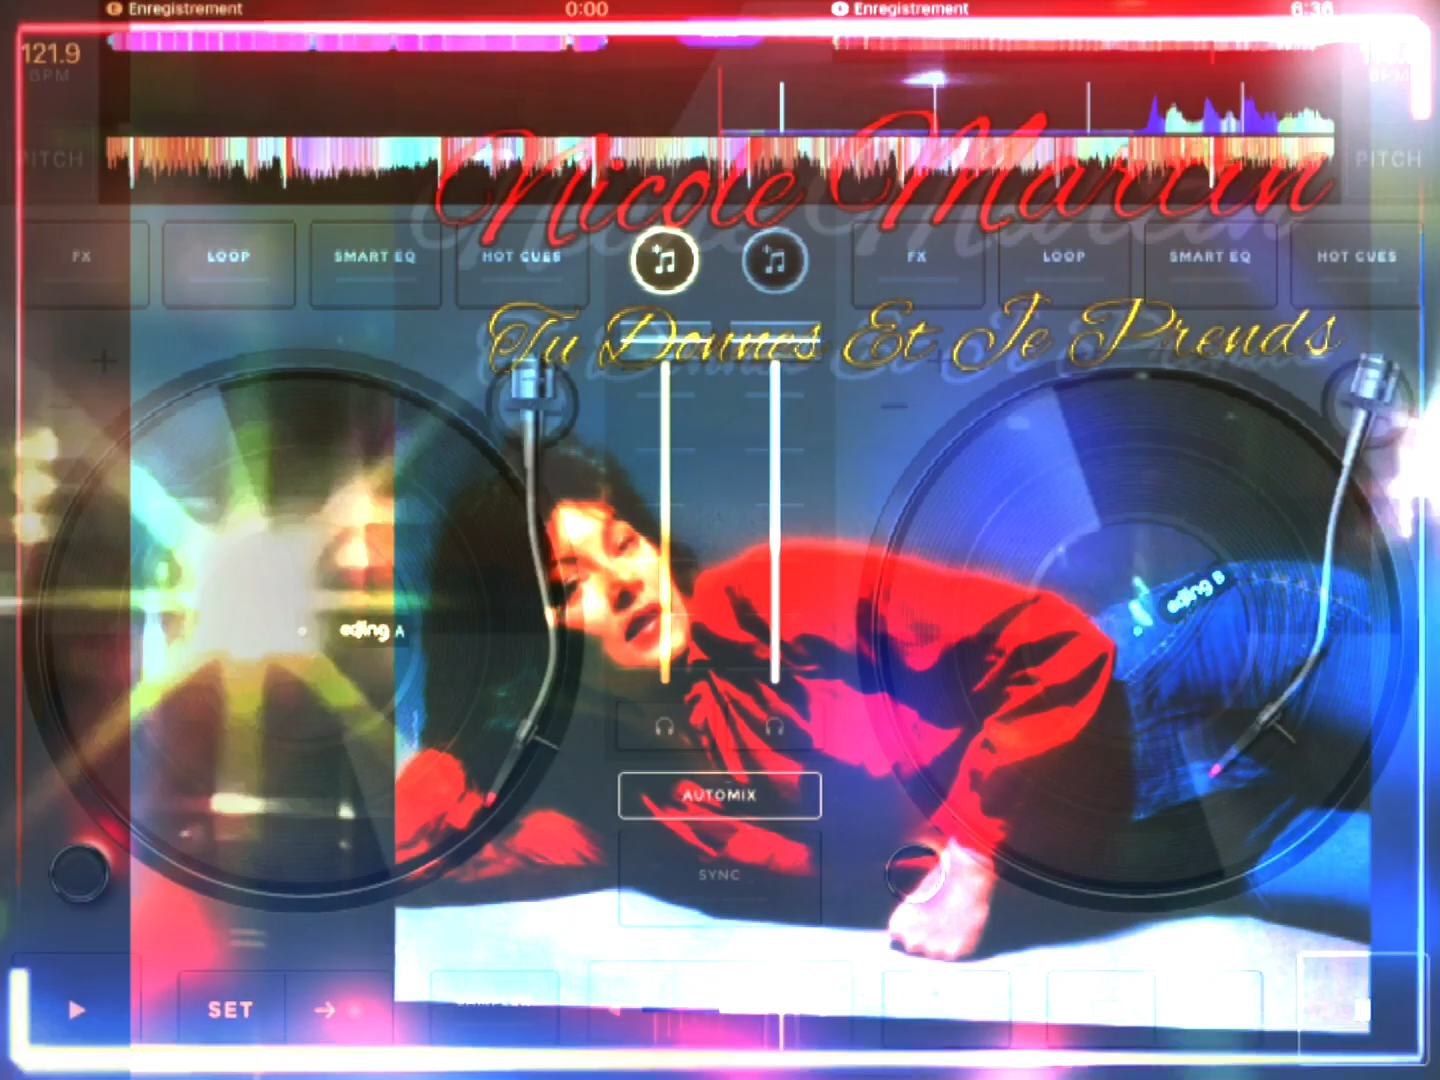 Enregistrement 0:00 Enregistrement 6:36
121.9
BPM BPM
PITCH PITCH
Nicole Martin
FX LOOP SMART EQ HOT CUES FX LOOP SMART EQ HOT CUES
Tu Donnes Et Je Prends
edjing A edjing B
AUTOMIX
SYNC
SET